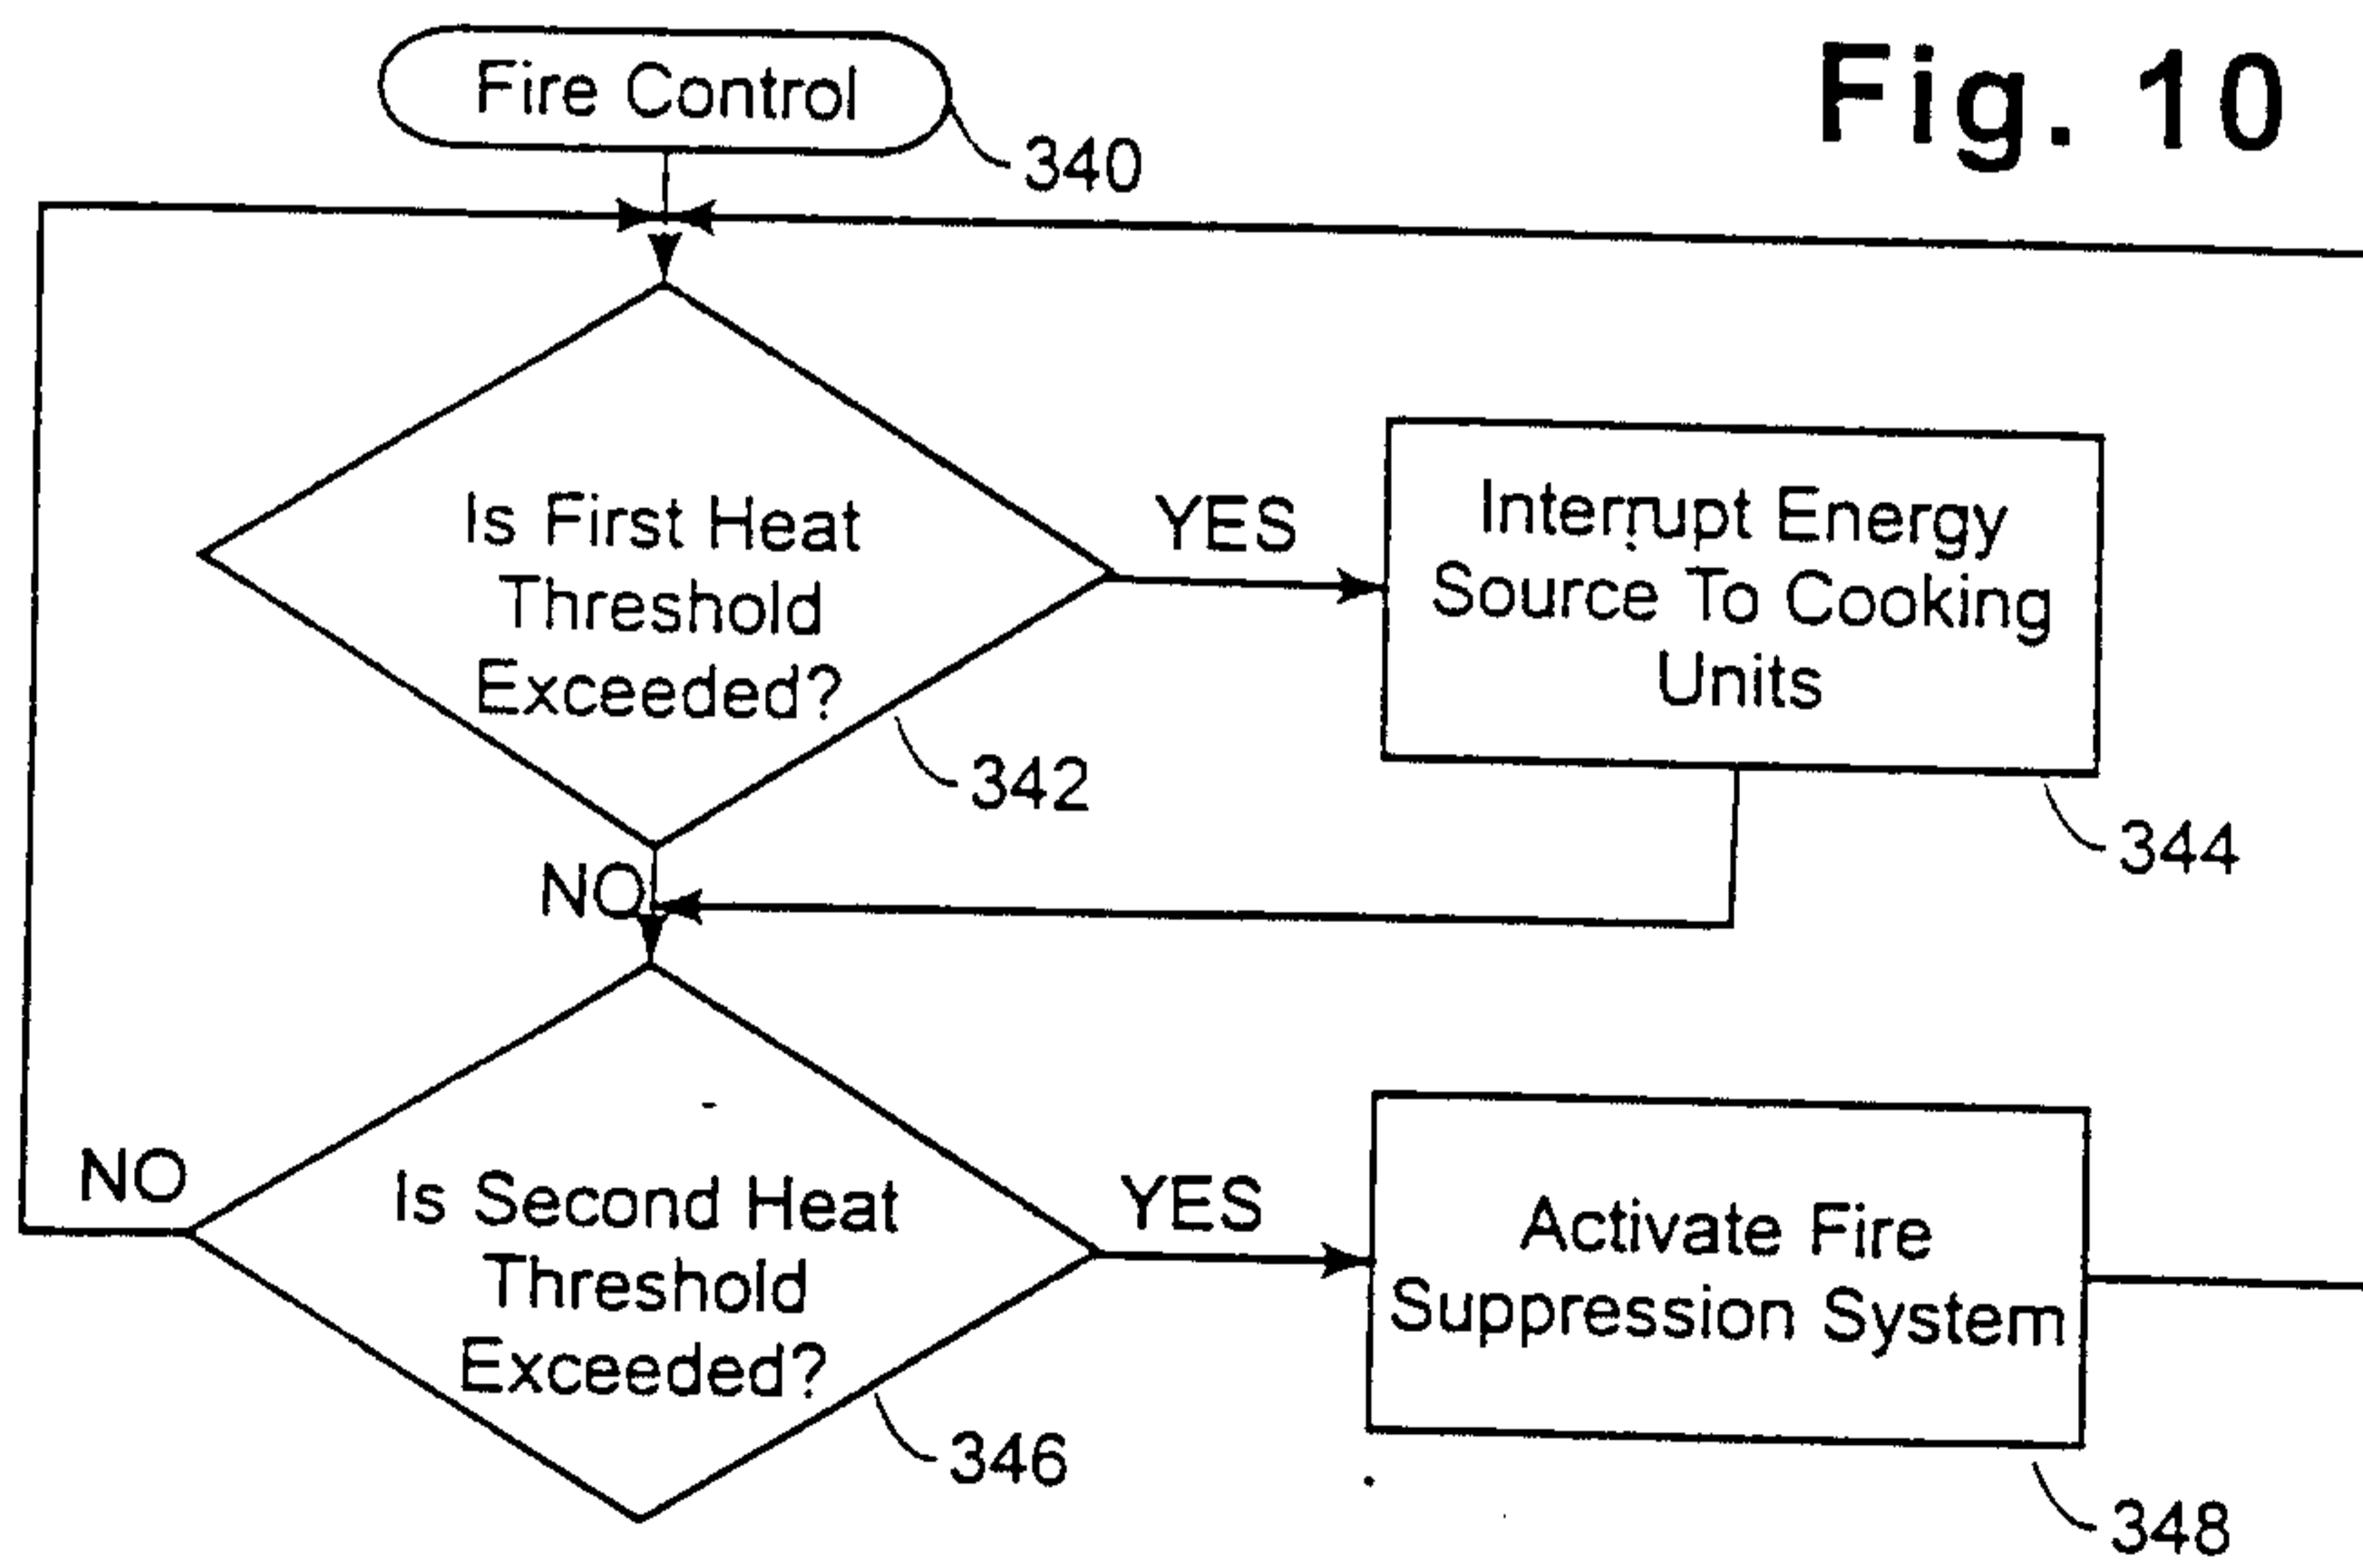 Fig. 10
Fire Control
340
Is First Heat
Threshold
Exceeded?
342
YES
Interrupt Energy
Source To Cooking
Units
344
NO
Is Second Heat
Threshold
Exceeded?
346
NO
YES
Activate Fire
Suppression System
348